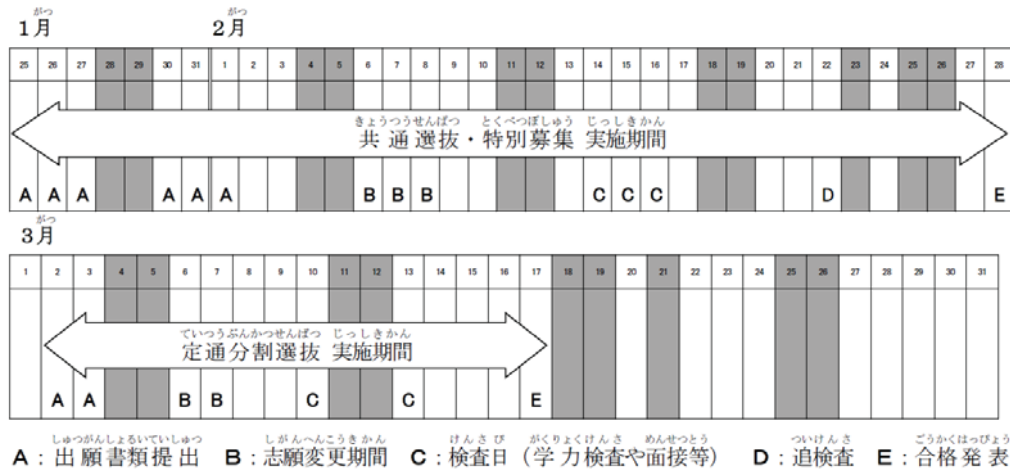 がつ がつ
1月 2月
25 26 27 28 29 30 31 1 2 3 4 5 6 7 8 9 10 11 12 13 14 15 16 17 18 19 20 21 22 23 24 25 26 27 28
きょうつうせんばつ とくべつぼしゅう じっしきかん
共通選抜・特別募集 実施期間
A A A A A A B B B C C C D E
がつ
3月
1 2 3 4 5 6 7 8 9 10 11 12 13 14 15 16 17 18 19 20 21 22 23 24 25 26 27 28 29 30 31
ていつうぶんかつせんばつ じっしきかん
定通分割選抜 実施期間
A A B B C C E
しゅつがんしょるいていしゅつ しがんへんこうきかん けんさび がくりょくけんさ めんせつとう ついけんさ ごうかくはっぴょう
A：出願書類提出 B：志願変更期間 C：検査日（学力検査や面接等） D：追検査 E：合格発表